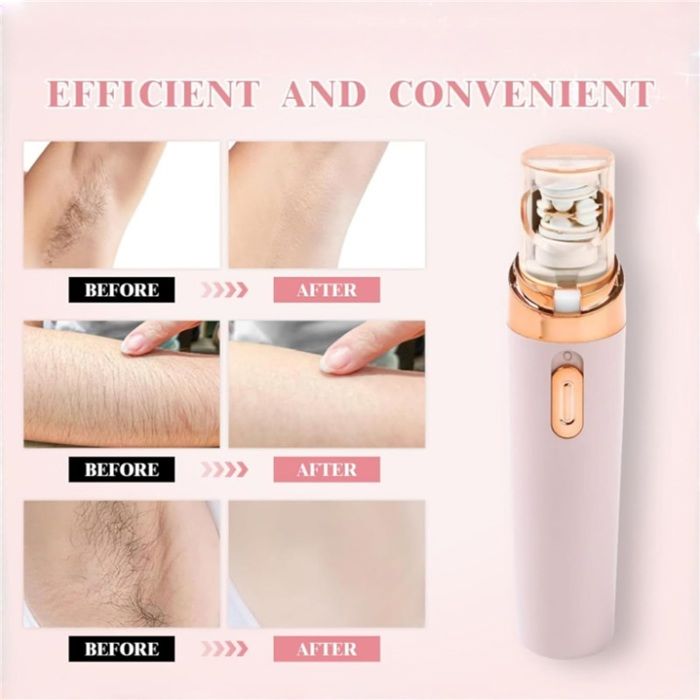 EFFICIENT AND CONVENIENT
BEFORE
AFTER
BEFORE
AFTER
BEFORE
AFTER